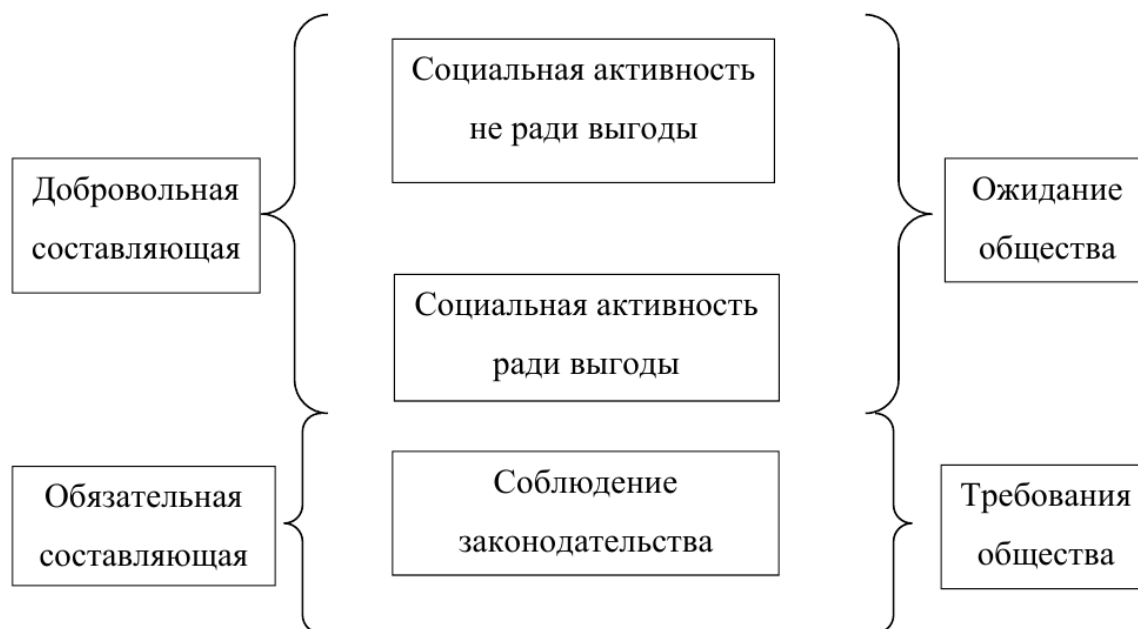 Социальная активность
не ради выгоды
Добровольная
составляющая
Ожидание
общества
Социальная активность
ради выгоды
Обязательная
составляющая
Соблюдение
законодательства
Требования
общества